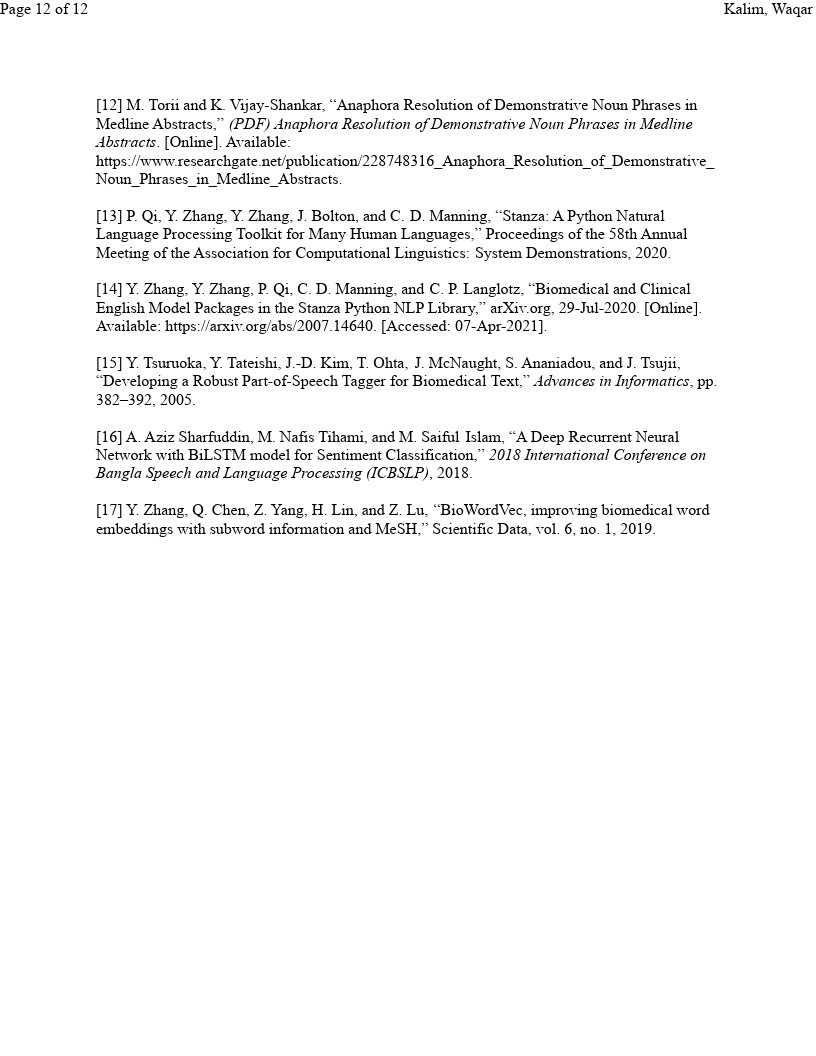 Page 12 of 12
Kalim, Waqar
[12] M. Torii and K. Vijay-Shankar, “Anaphora Resolution of Demonstrative Noun Phrases in
Medline Abstracts,” (PDF) Anaphora Resolution of Demonstrative Noun Phrases in Medline
Abstracts. [Online]. Available:
https://www.researchgate.net/publication/228748316_Anaphora_Resolution_of_Demonstrative_
Noun_Phrases_in_Medline_Abstracts.
[13] P. Qi, Y. Zhang, Y. Zhang, J. Bolton, and C. D. Manning, “Stanza: A Python Natural
Language Processing Toolkit for Many Human Languages,” Proceedings of the 58th Annual
Meeting of the Association for Computational Linguistics: System Demonstrations, 2020.
[14] Y. Zhang, Y. Zhang, P. Qi, C. D. Manning, and C. P. Langlotz, “Biomedical and Clinical
English Model Packages in the Stanza Python NLP Library,” arXiv.org, 29-Jul-2020. [Online].
Available: https://arxiv.org/abs/2007.14640. [Accessed: 07-Apr-2021].
[15] Y. Tsuruoka, Y. Tateishi, J.-D. Kim, T. Ohta, J. McNaught, S. Ananiadou, and J. Tsujii,
“Developing a Robust Part-of-Speech Tagger for Biomedical Text,” Advances in Informatics, pp.
382–392, 2005.
[16] A. Aziz Sharfuddin, M. Nafis Tihami, and M. Saiful Islam, “A Deep Recurrent Neural
Network with BiLSTM model for Sentiment Classification,” 2018 International Conference on
Bangla Speech and Language Processing (ICBSLP), 2018.
[17] Y. Zhang, Q. Chen, Z. Yang, H. Lin, and Z. Lu, “BioWordVec, improving biomedical word
embeddings with subword information and MeSH,” Scientific Data, vol. 6, no. 1, 2019.